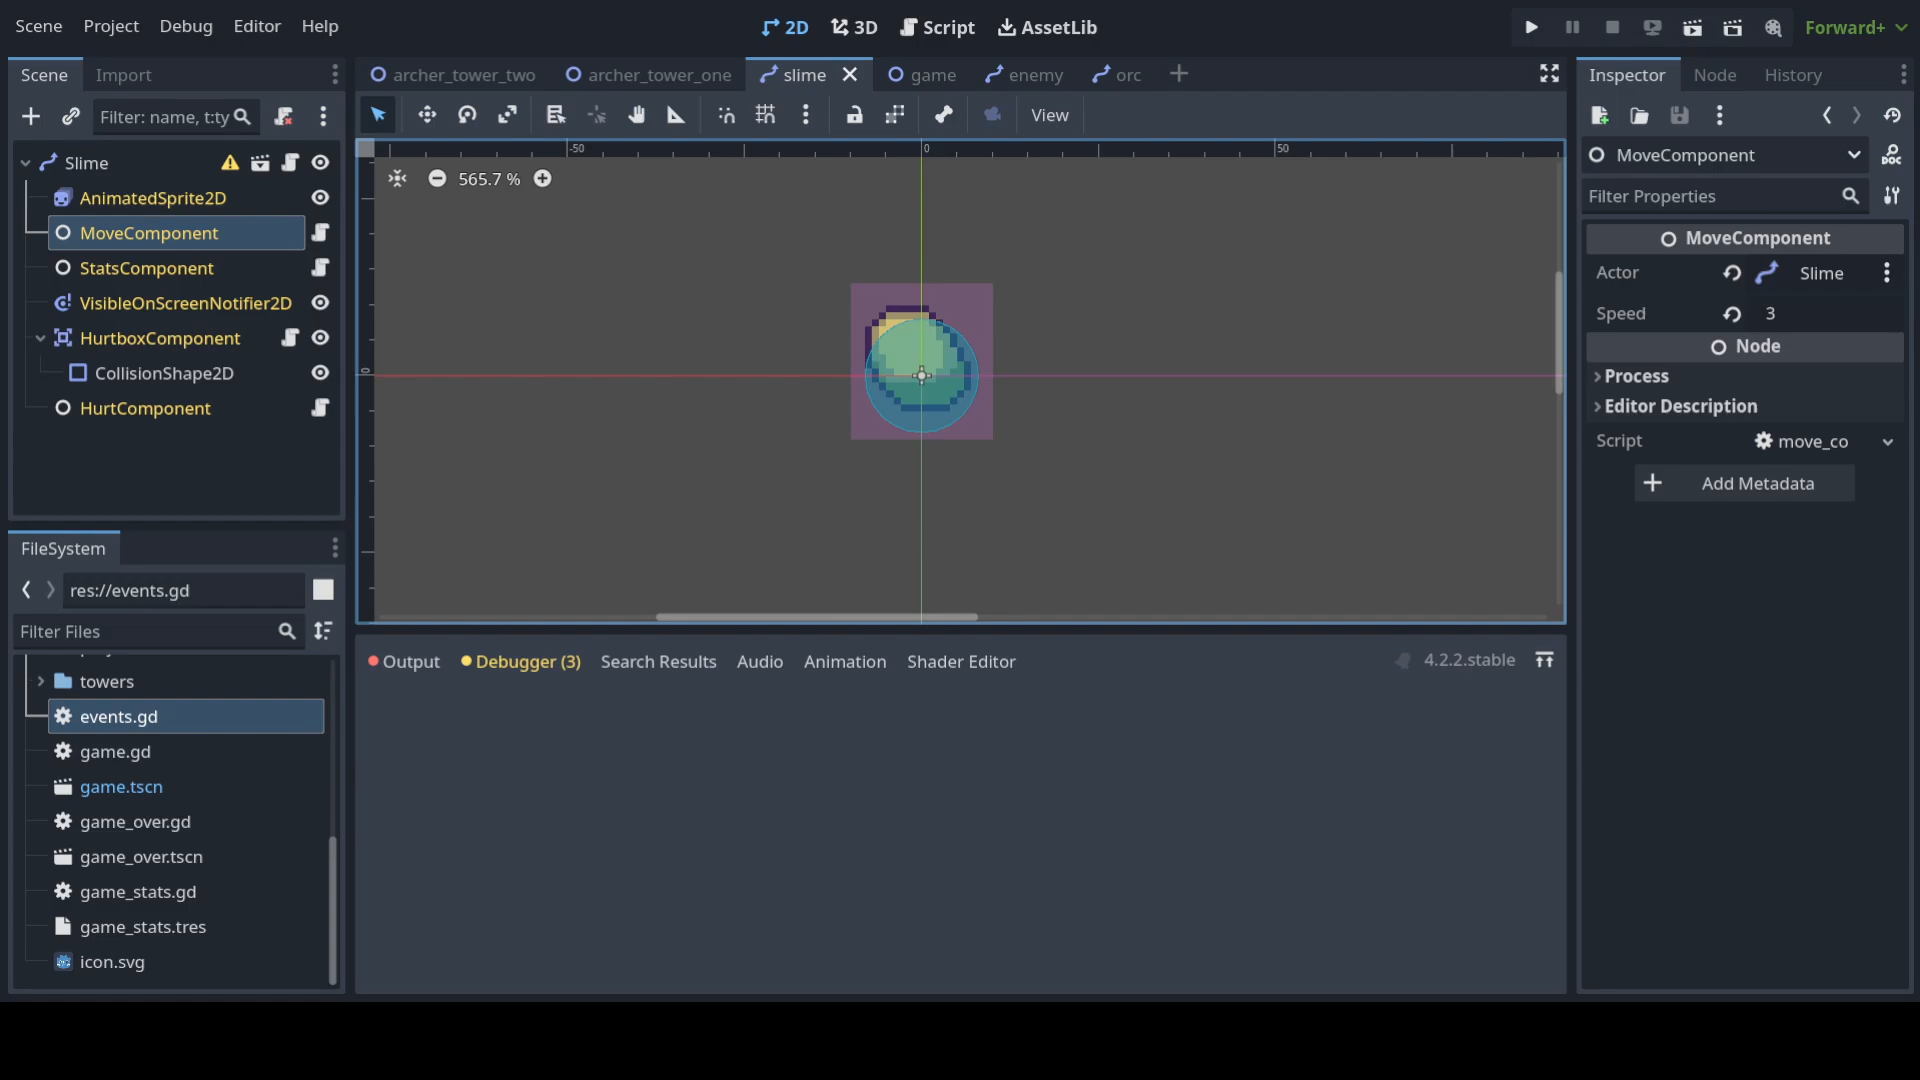 Scene Project Debug Editor Help
2D 3D Script AssetLib
Forward+
Scene Import
Filter: name, t:ty
Slime
AnimatedSprite2D
MoveComponent
StatsComponent
VisibleOnScreenNotifier2D
HurtboxComponent
CollisionShape2D
HurtComponent
FileSystem
res://events.gd
Filter Files
towers
events.gd
game.gd
game.tscn
game_over.gd
game_over.tscn
game_stats.gd
game_stats.tres
icon.svg
archer_tower_two archer_tower_one slime game enemy orc
View
-50 0 50
0
565.7 %
Output Debugger (3) Search Results Audio Animation Shader Editor 4.2.2.stable
Inspector Node History
MoveComponent
DOC
Filter Properties
MoveComponent
Actor Slime
Speed 3
Node
Process
Editor Description
Script move_co
Add Metadata